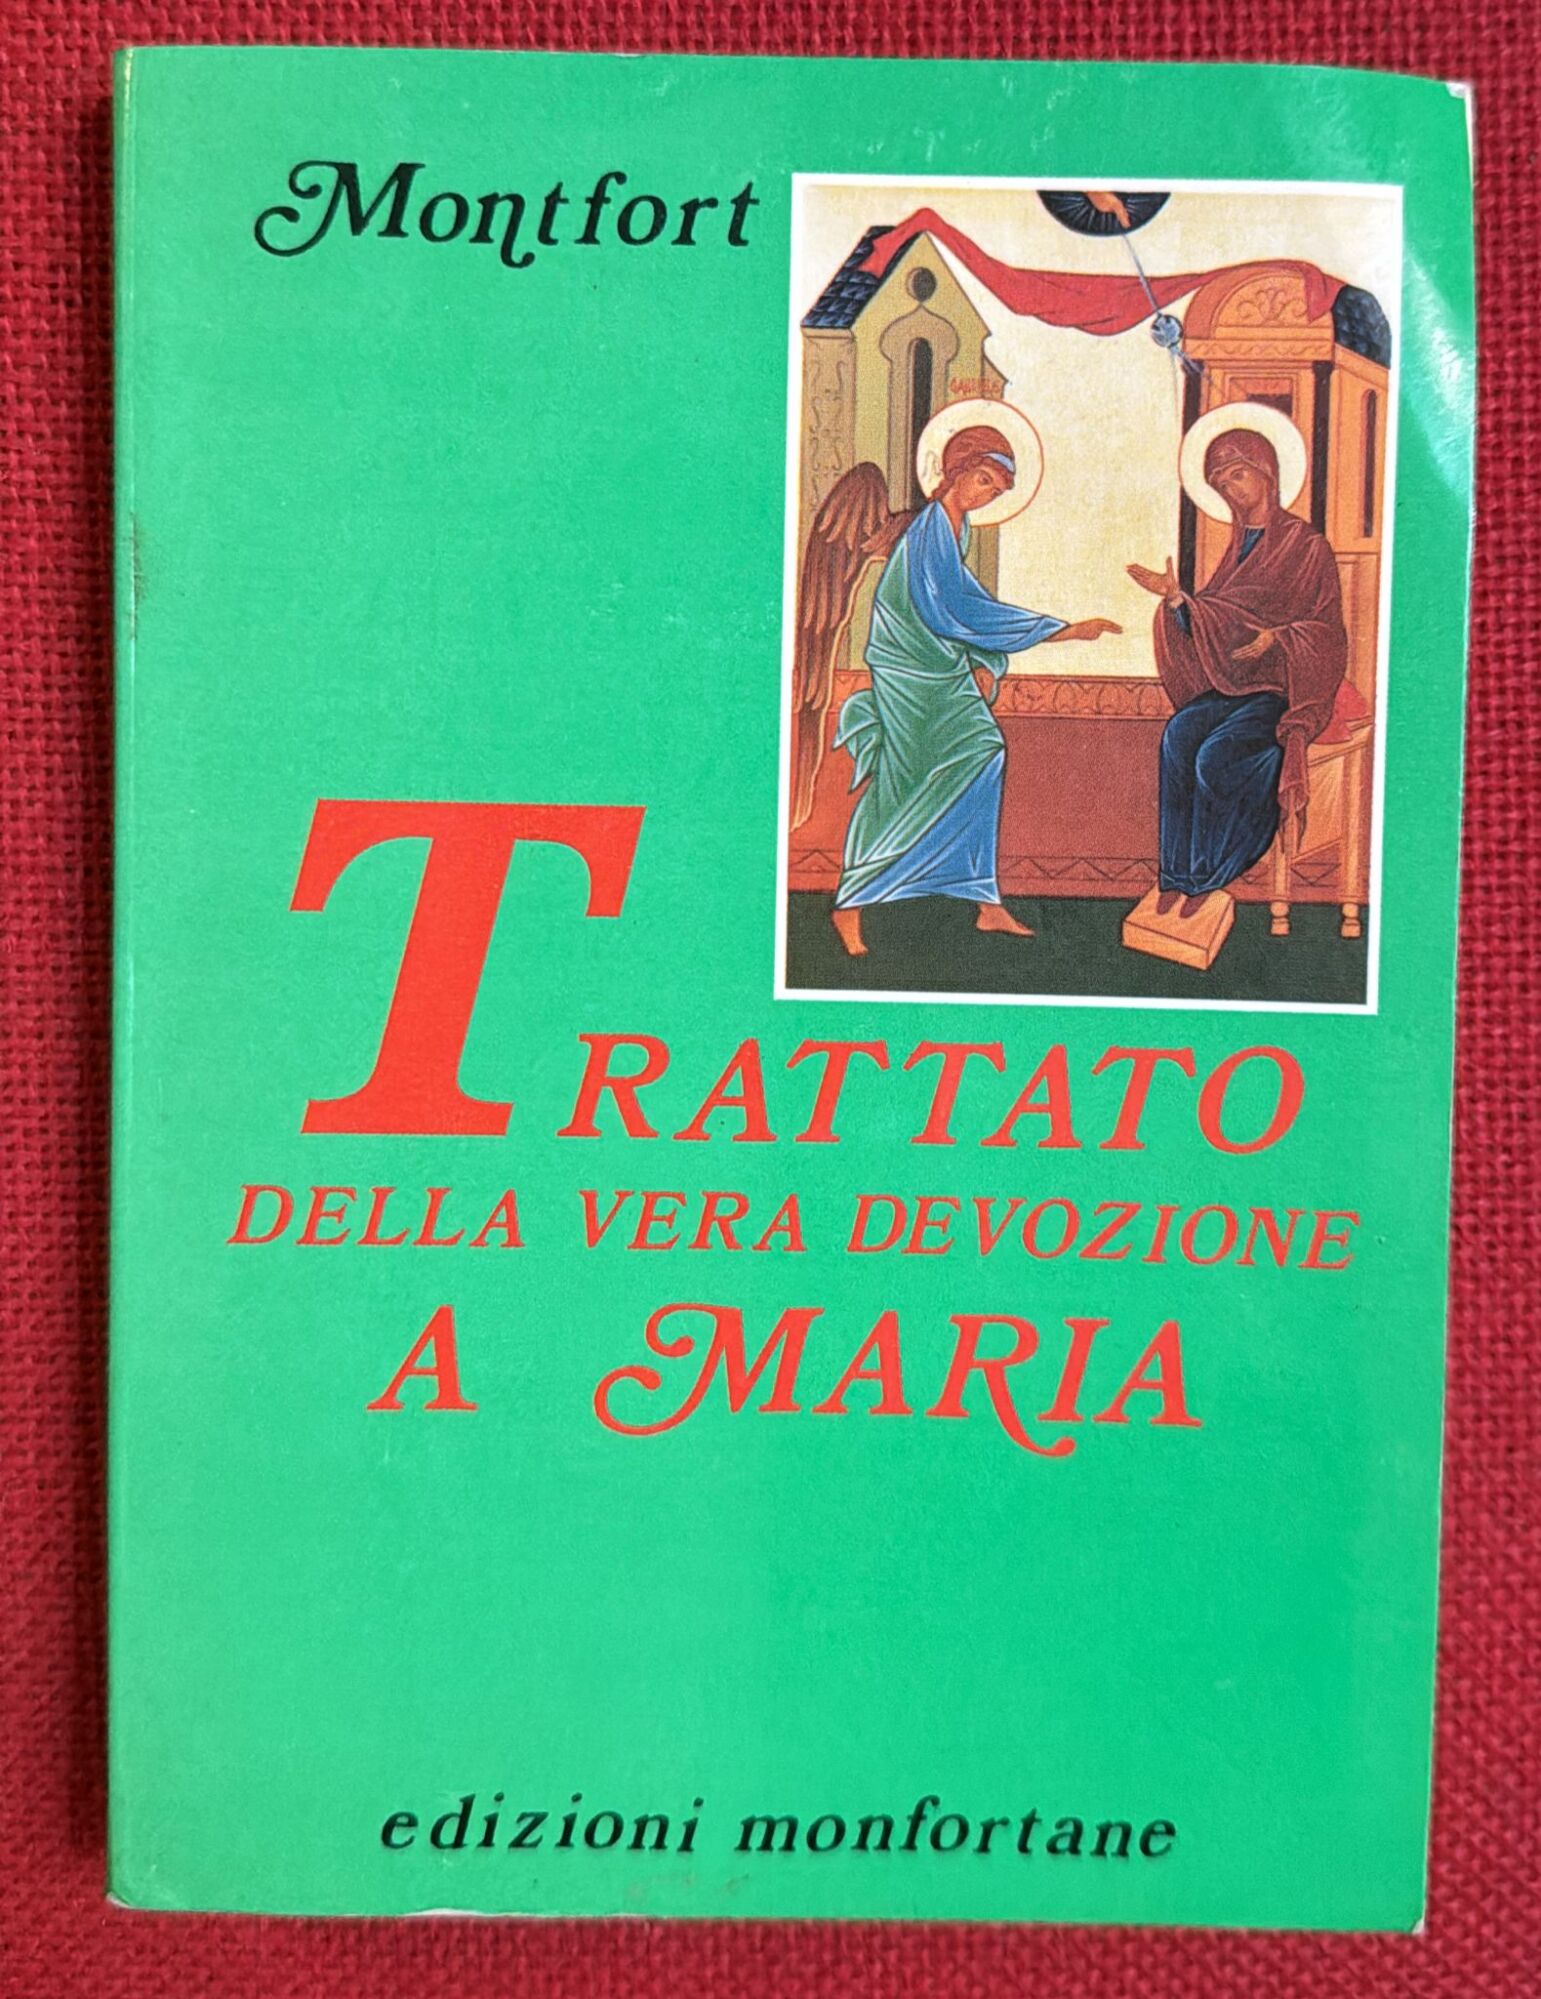 Montfort
TRATTATO
DELLA VERA DEVOZIONE
A MARIA
edizioni monfortane